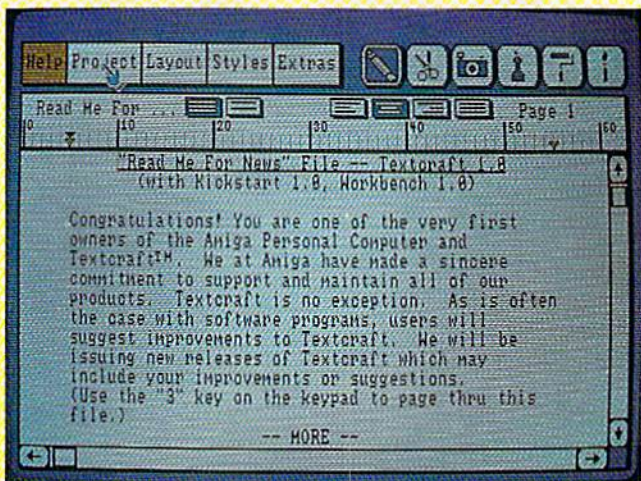 Help Project Layout Styles Extras
Read Me For ... Page 1
0 10 20 30 40 50 60
"Read Me For News" File -- Textcraft 1.0
(with Kickstart 1.0, Workbench 1.0)
Congratulations! You are one of the very first
owners of the Amiga Personal Computer and
Textcraft™. We at Amiga have made a sincere
commitment to support and maintain all of our
products. Textcraft is no exception. As is often
the case with software programs, users will
suggest improvements to Textcraft. We will be
issuing new releases of Textcraft which may
include your improvements or suggestions.
(Use the "3" key on the keypad to page thru this
file.)
-- MORE --